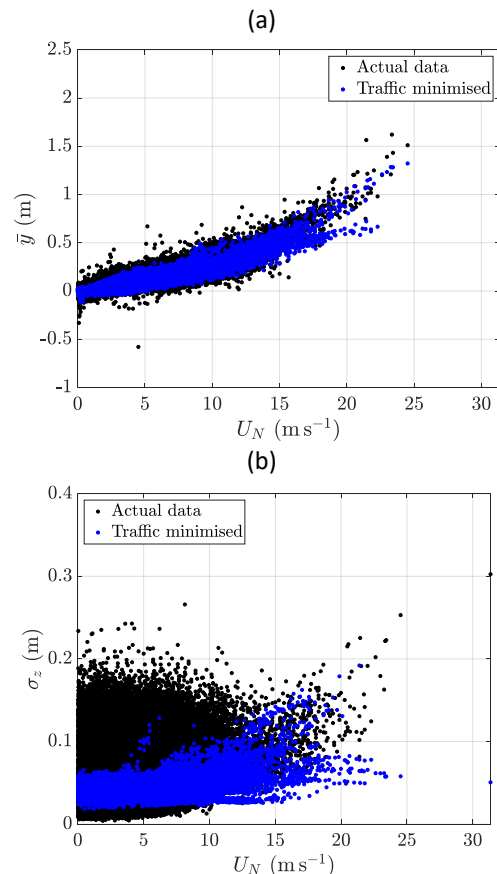 (a)
Actual data
Traffic minimised
2.5
2
1.5
1
0.5
0
-0.5
-1
ȳ (m)
0 5 10 15 20 25 30
U_N (m s⁻¹)
(b)
Actual data
Traffic minimised
0.4
0.3
0.2
0.1
0
σ_z (m)
0 5 10 15 20 25 30
U_N (m s⁻¹)